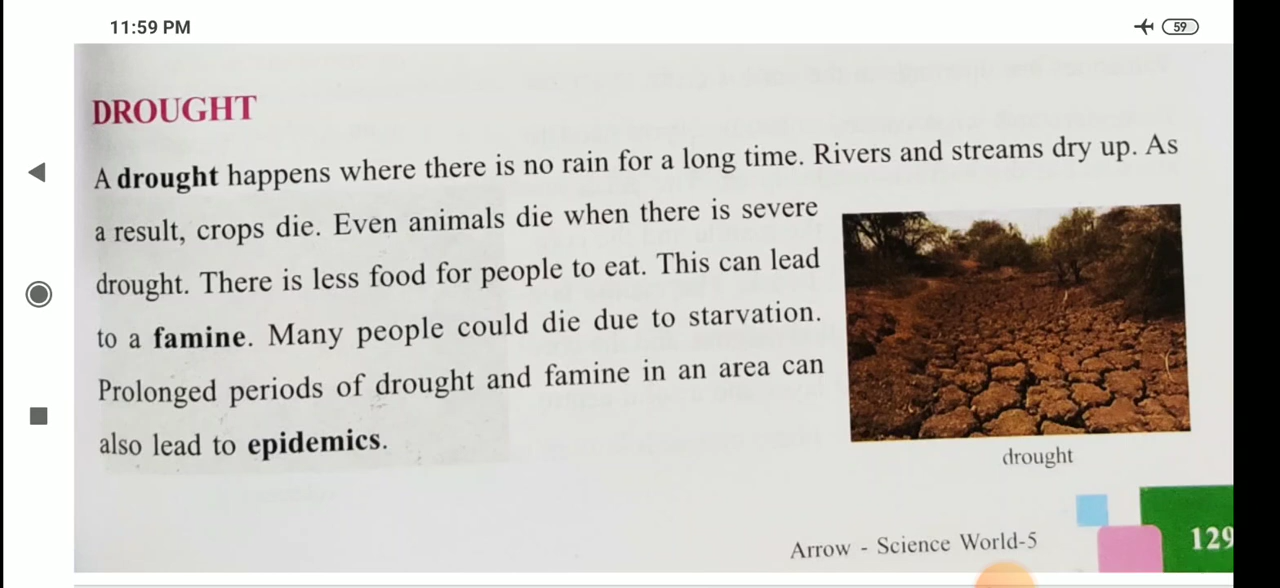 11:59 PM
59
DROUGHT
A drought happens where there is no rain for a long time. Rivers and streams dry up. As
a result, crops die. Even animals die when there is severe
drought. There is less food for people to eat. This can lead
to a famine. Many people could die due to starvation.
Prolonged periods of drought and famine in an area can
also lead to epidemics.
drought
Arrow - Science World-5
129